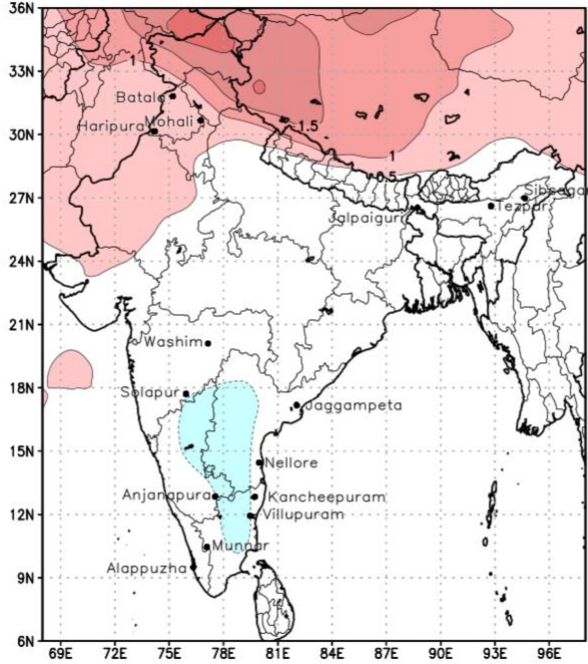 36N
33N
1
Batala
Mohali
Haripura
1.5
30N
1
0.5
27N
Sibsagar
Tezpur
Jalpaiguri
24N
21N
Washim
18N
Solapur
Jaggampeta
15N
Nellore
Anjanapura
Kancheepuram
12N
Villupuram
Munnar
Alappuzha
9N
6N
69E 72E 75E 78E 81E 84E 87E 90E 93E 96E